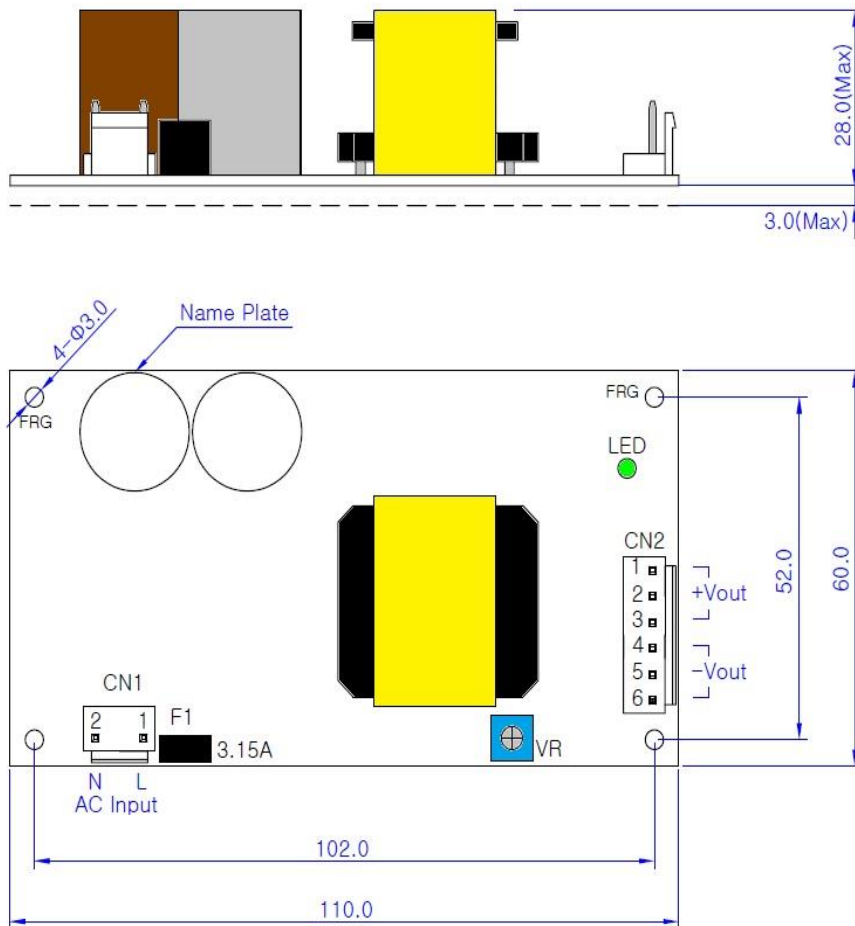 28.0(Max)
3.0(Max)
4-Φ3.0
Name Plate
FRG
FRG
LED
CN2
1
2
3
4
5
6
+Vout
-Vout
52.0
60.0
CN1
2 1
F1
3.15A
VR
N L
AC Input
102.0
110.0